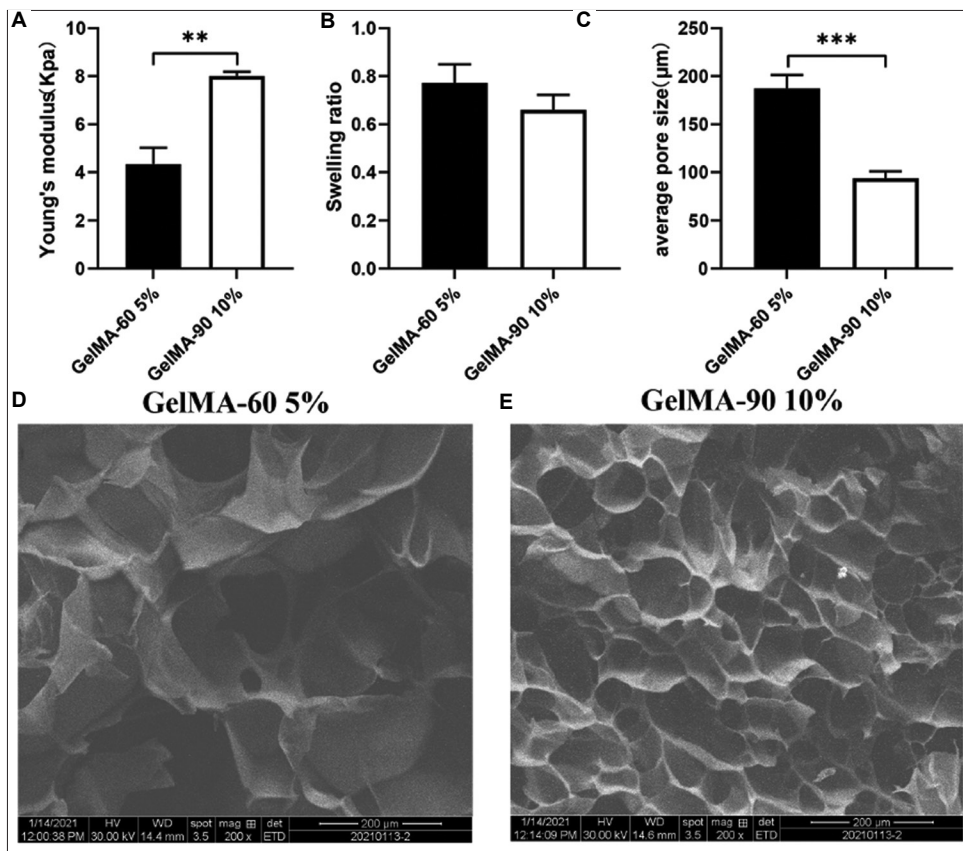 A
Young's modulus(Kpa)
10
8
6
4
2
0
**
GelMA-60 5%
GelMA-90 10%
B
Swelling ratio
1.0
0.8
0.6
0.4
0.2
0.0
GelMA-60 5%
GelMA-90 10%
C
average pore size(μm)
250
200
150
100
50
0
***
GelMA-60 5%
GelMA-90 10%
D
GelMA-60 5%
1/14/2021 HV WD spot mag det
12:00:38 PM 30.00 kV 14.4 mm 3.5 200 x ETD
200 μm
20210113-2
E
GelMA-90 10%
1/14/2021 HV WD spot mag det
12:14:09 PM 30.00 kV 14.6 mm 3.5 200 x ETD
200 μm
20210113-2